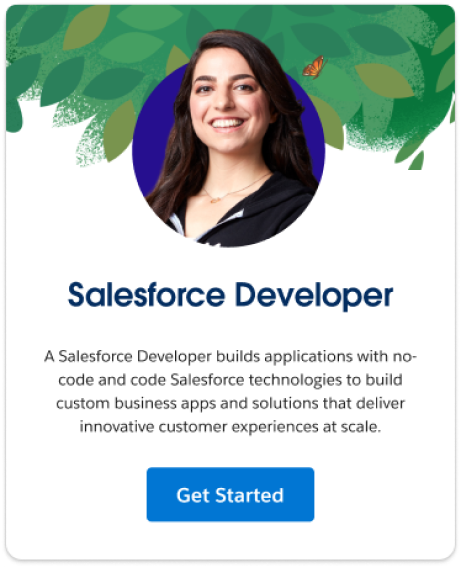 Salesforce Developer
A Salesforce Developer builds applications with no-
code and code Salesforce technologies to build
custom business apps and solutions that deliver
innovative customer experiences at scale.
Get Started